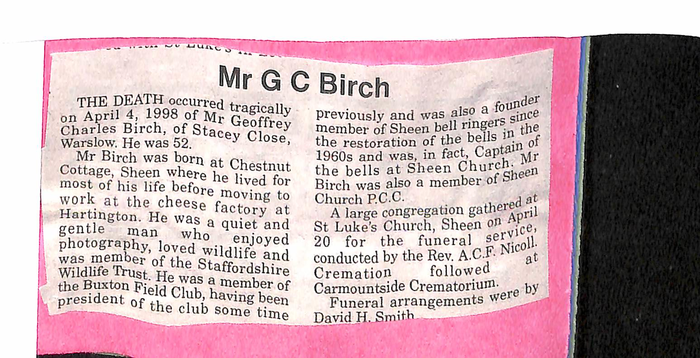 St Luke's
Mr G C Birch
THE DEATH occurred tragically
on April 4, 1998 of Mr Geoffrey
Charles Birch, of Stacey Close,
Warslow. He was 52.
Mr Birch was born at Chestnut
Cottage, Sheen where he lived for
most of his life before moving to
work at the cheese factory at
Hartington. He was a quiet and
gentle man who enjoyed
photography, loved wildlife and
was member of the Staffordshire
Wildlife Trust. He was a member of
the Buxton Field Club, having been
president of the club some time
previously and was also a founder
member of Sheen bell ringers since
the restoration of the bells in the
1960s and was, in fact, Captain of
the bells at Sheen Church. Mr
Birch was also a member of Sheen
Church P.C.C.
A large congregation gathered at
St Luke's Church, Sheen on April
20 for the funeral service,
conducted by the Rev. A.C.F. Nicoll.
Cremation followed at
Carmountside Crematorium.
Funeral arrangements were by
David H. Smith